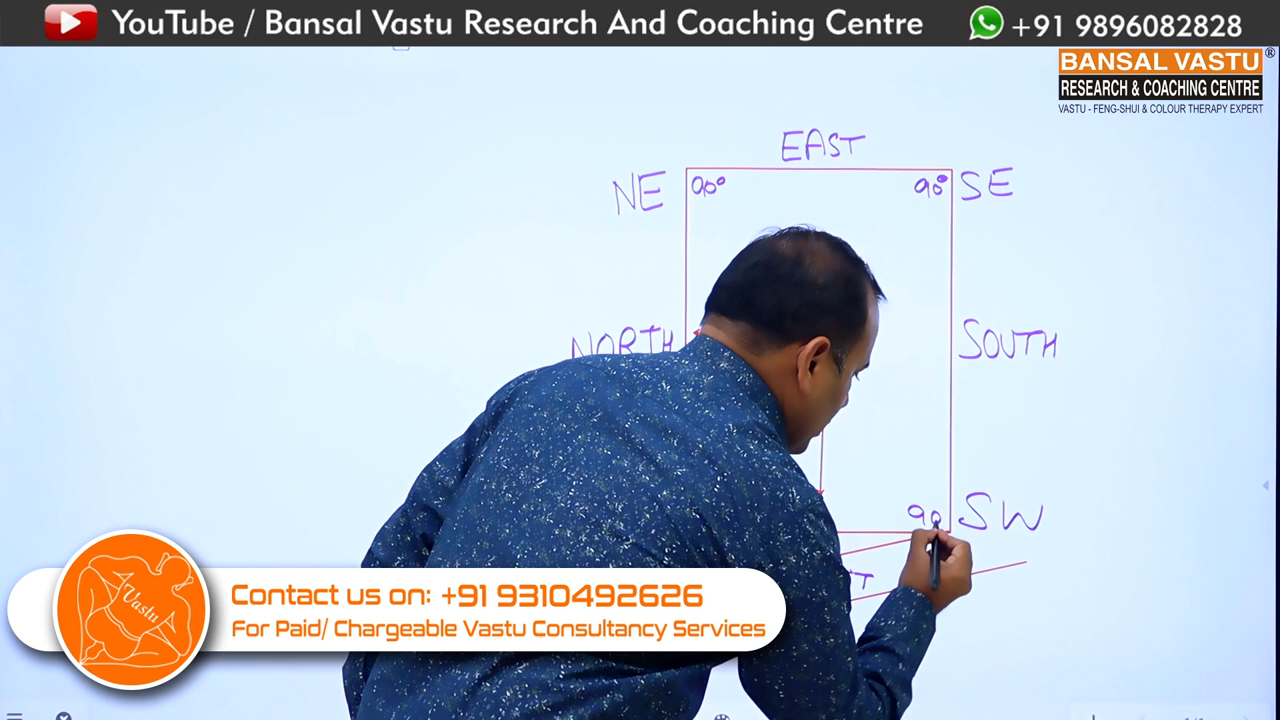 YouTube / Bansal Vastu Research And Coaching Centre
+91 9896082828
BANSAL VASTU ®
RESEARCH & COACHING CENTRE
VASTU - FENG-SHUI & COLOUR THERAPY EXPERT
EAST
NE 90° 90° SE
NORTH SOUTH
90 SW
Vastu
Contact us on: +91 9310492626
For Paid/ Chargeable Vastu Consultancy Services